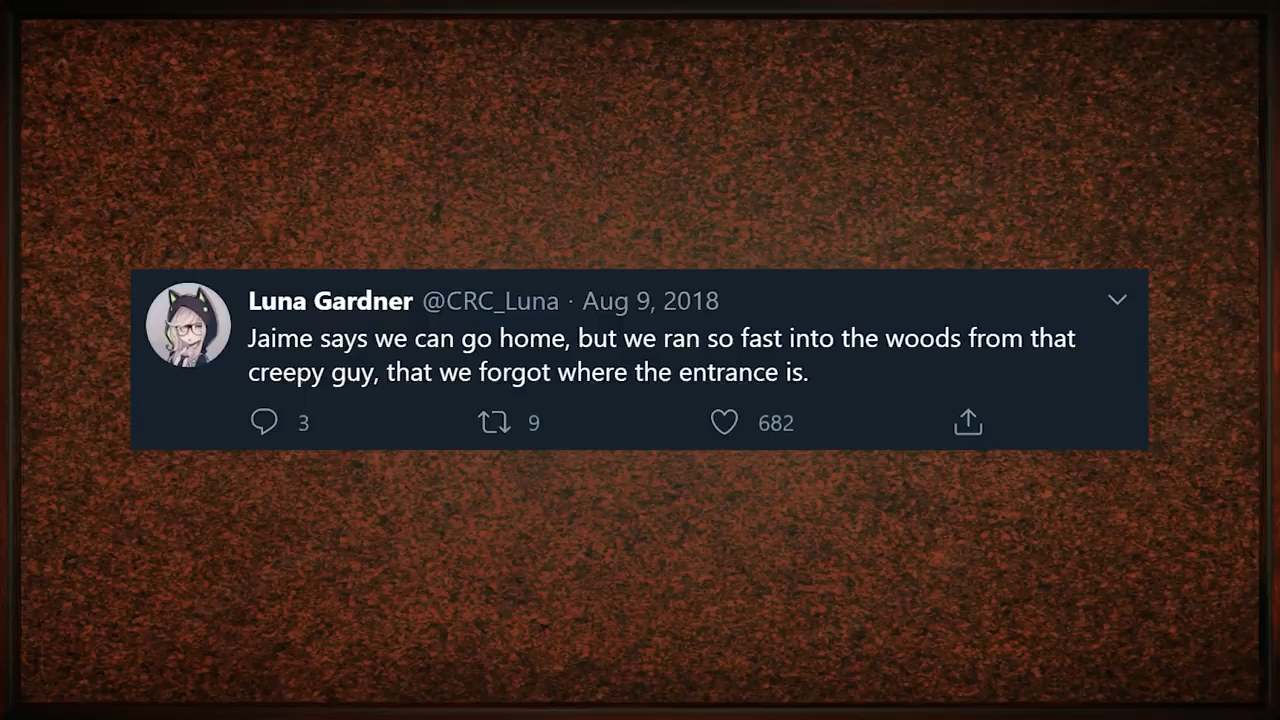 Luna Gardner @CRC_Luna · Aug 9, 2018
Jaime says we can go home, but we ran so fast into the woods from that
creepy guy, that we forgot where the entrance is.
3 9 682